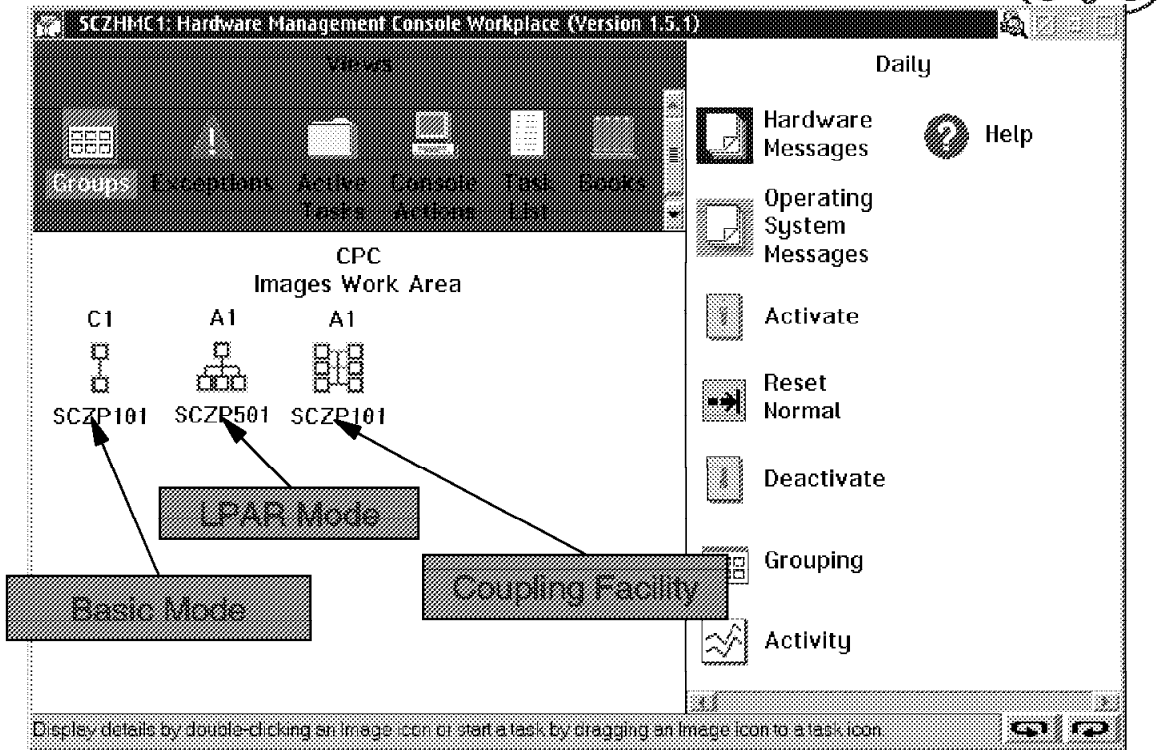 SCZHMC1: Hardware Management Console Workplace (Version 1.5.1)
Views
Groups
Exceptions
Active
Tasks
Console
Actions
Task
List
Books
CPC
Images Work Area
C1
A1
A1
SCZP101
SCZP501
SCZP101
LPAR Mode
Basic Mode
Coupling Facility
Daily
Hardware
Messages
Help
Operating
System
Messages
Activate
Reset
Normal
Deactivate
Grouping
Activity
Display details by double-clicking an Image icon or start a task by dragging an Image icon to a task icon.